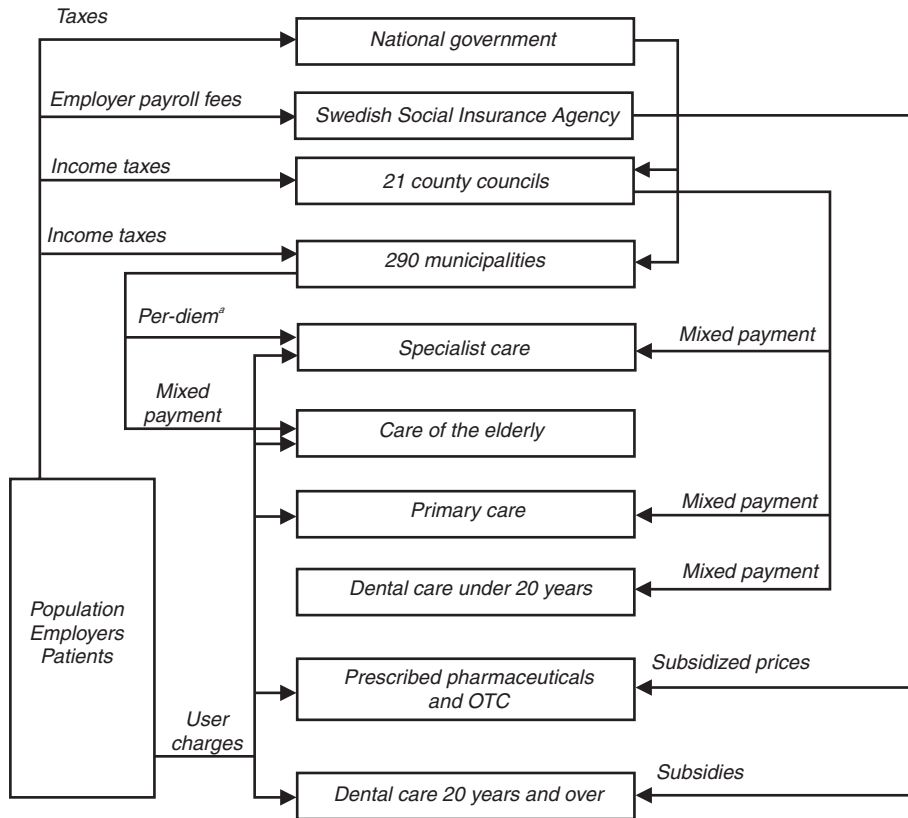 Taxes
National government
Employer payroll fees
Swedish Social Insurance Agency
Income taxes
21 county councils
Income taxes
290 municipalities
Per-diemᵃ
Specialist care
Mixed payment
Mixed
payment
Care of the elderly
Primary care
Mixed payment
Dental care under 20 years
Mixed payment
Population
Employers
Patients
Prescribed pharmaceuticals
and OTC
Subsidized prices
User
charges
Dental care 20 years and over
Subsidies